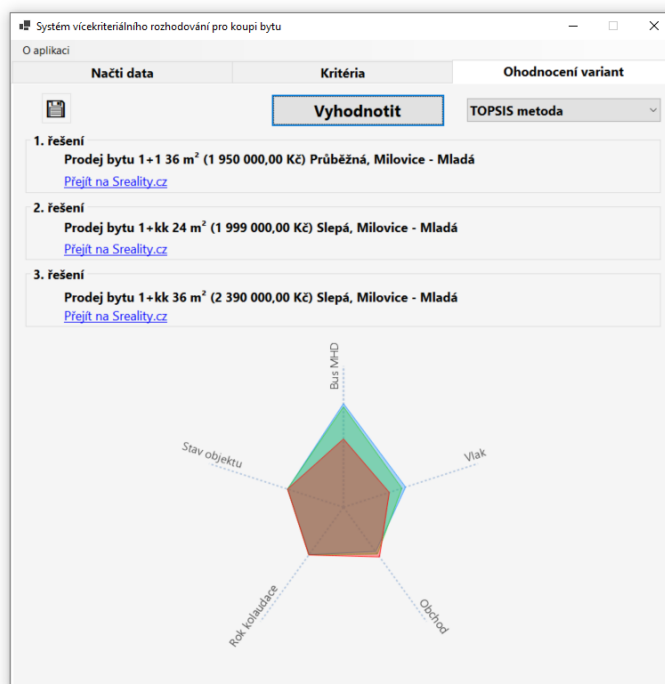 Systém vícekriteriálního rozhodování pro koupi bytu
O aplikaci
Načti data
Kritéria
Ohodnocení variant
Vyhodnotit
TOPSIS metoda
1. řešení
Prodej bytu 1+1 36 m² (1 950 000,00 Kč) Průběžná, Milovice - Mladá
Přejít na Sreality.cz
2. řešení
Prodej bytu 1+kk 24 m² (1 999 000,00 Kč) Slepá, Milovice - Mladá
Přejít na Sreality.cz
3. řešení
Prodej bytu 1+kk 36 m² (2 390 000,00 Kč) Slepá, Milovice - Mladá
Přejít na Sreality.cz
Bus MHD
Stav objektu
Vlak
Rok kolaudace
Obchod